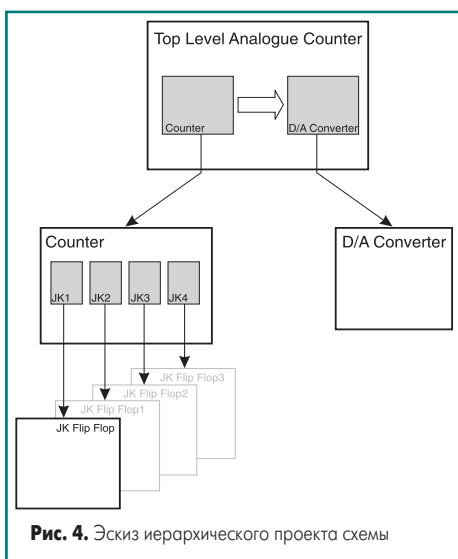 Top Level Analogue Counter
Counter
D/A Converter
Counter
D/A Converter
JK1
JK2
JK3
JK4
JK Flip Flop3
JK Flip Flop2
JK Flip Flop1
JK Flip Flop
Рис. 4. Эскиз иерархического проекта схемы